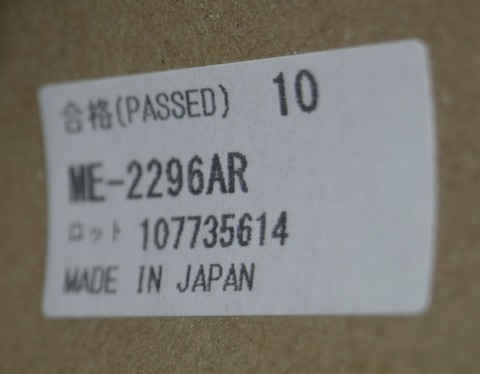 合格(PASSED) 10
ME-2296AR
ロット 107735614
MADE IN JAPAN